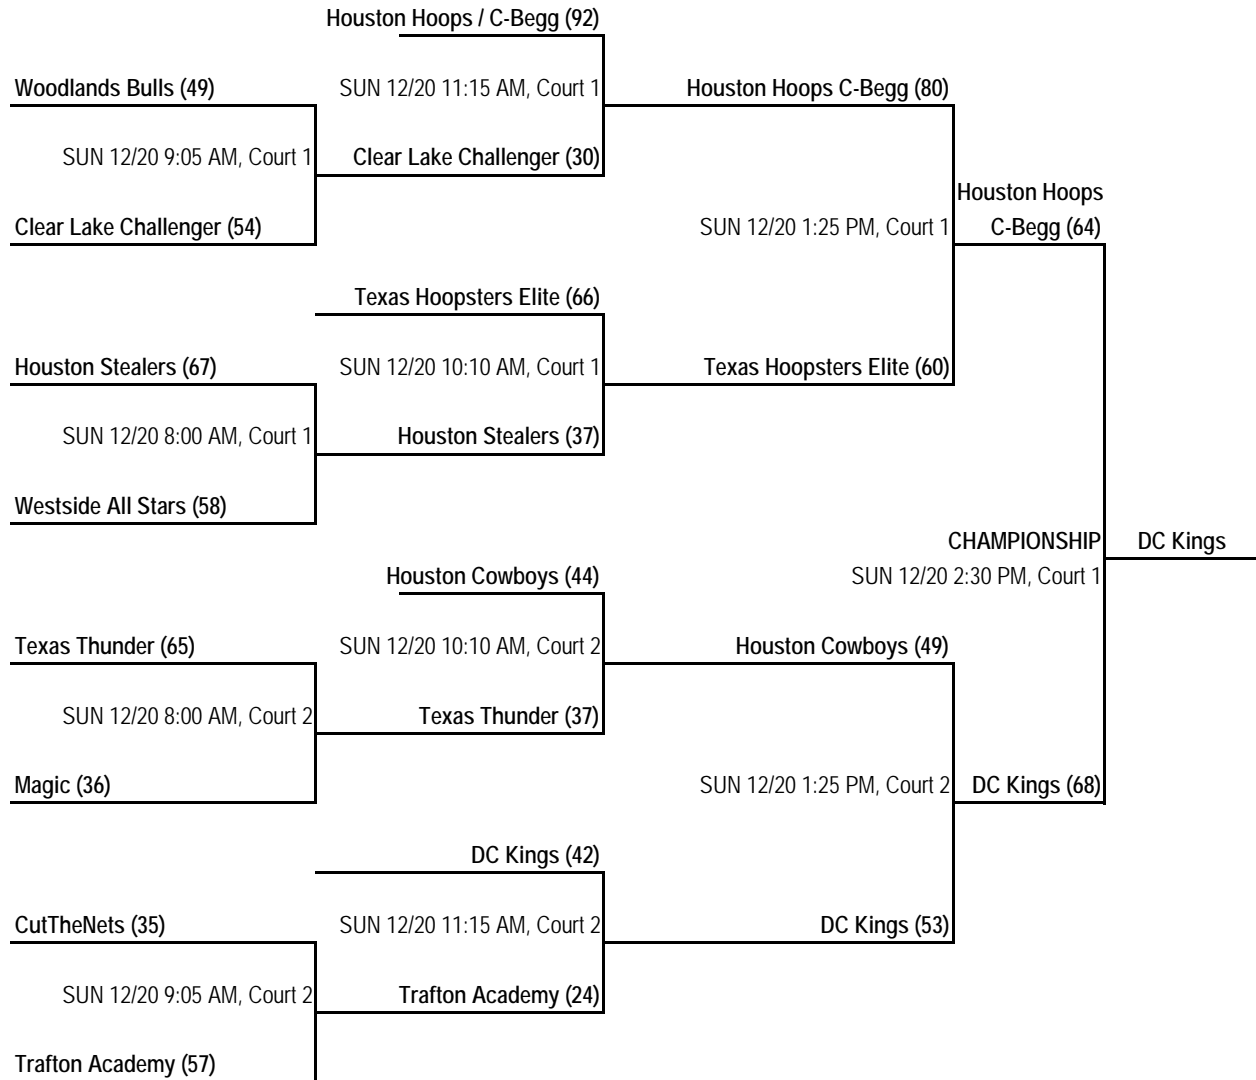 Houston Hoops / C-Begg (92)
Woodlands Bulls (49)
SUN 12/20 11:15 AM, Court 1
Houston Hoops C-Begg (80)
SUN 12/20 9:05 AM, Court 1
Clear Lake Challenger (30)
Houston Hoops
C-Begg (64)
Clear Lake Challenger (54)
SUN 12/20 1:25 PM, Court 1
Texas Hoopsters Elite (66)
Houston Stealers (67)
SUN 12/20 10:10 AM, Court 1
Texas Hoopsters Elite (60)
SUN 12/20 8:00 AM, Court 1
Houston Stealers (37)
Westside All Stars (58)
CHAMPIONSHIP
DC Kings
SUN 12/20 2:30 PM, Court 1
Houston Cowboys (44)
Texas Thunder (65)
SUN 12/20 10:10 AM, Court 2
Houston Cowboys (49)
SUN 12/20 8:00 AM, Court 2
Texas Thunder (37)
Magic (36)
SUN 12/20 1:25 PM, Court 2
DC Kings (68)
DC Kings (42)
CutTheNets (35)
SUN 12/20 11:15 AM, Court 2
DC Kings (53)
SUN 12/20 9:05 AM, Court 2
Trafton Academy (24)
Trafton Academy (57)